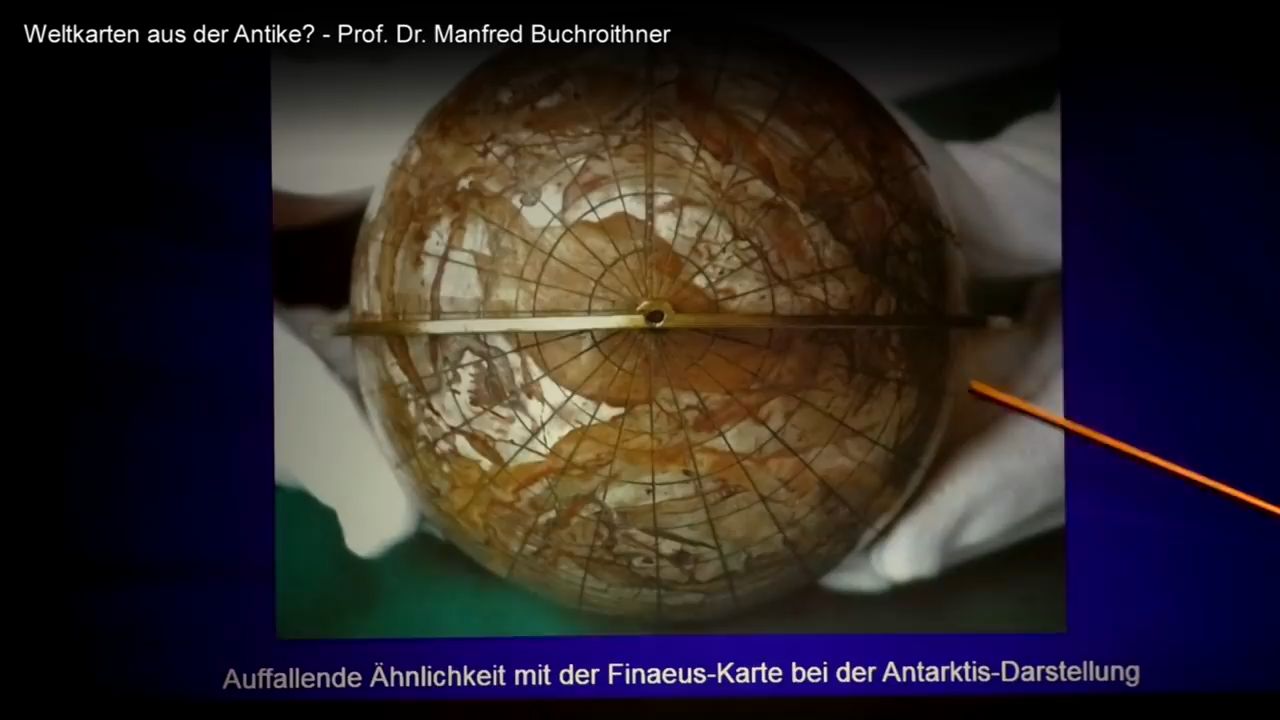 Weltkarten aus der Antike? - Prof. Dr. Manfred Buchroithner
Auffallende Ähnlichkeit mit der Finaeus-Karte bei der Antarktis-Darstellung